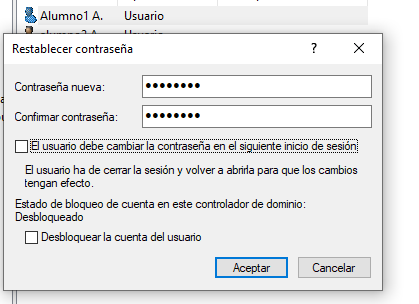 Alumno1 A. Usuario
Restablecer contraseña
Contraseña nueva:
Confirmar contraseña:
El usuario debe cambiar la contraseña en el siguiente inicio de sesión
El usuario ha de cerrar la sesión y volver a abrirla para que los cambios
tengan efecto.
Estado de bloqueo de cuenta en este controlador de dominio:
Desbloqueado
Desbloquear la cuenta del usuario
Aceptar Cancelar